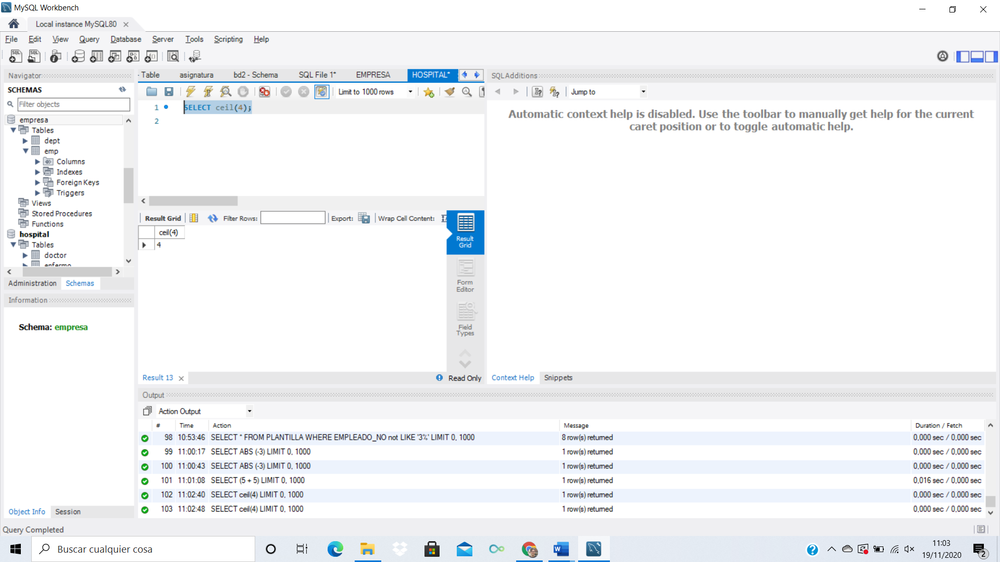 MySQL Workbench
Local instance MySQL80
File Edit View Query Database Server Tools Scripting Help
Navigator
SCHEMAS
Filter objects
empresa
Tables
dept
emp
Columns
Indexes
Foreign Keys
Triggers
Views
Stored Procedures
Functions
hospital
Tables
doctor
enfermo
Administration Schemas
Information
Schema: empresa
Object Info Session
Table asignatura bd2 - Schema SQL File 1* EMPRESA HOSPITAL*
Limit to 1000 rows
1 SELECT ceil(4);
2
Result Grid Filter Rows: Export: Wrap Cell Content:
ceil(4)
4
Result Grid
Form Editor
Field Types
Result 13 Read Only
SQLAdditions
Jump to
Automatic context help is disabled. Use the toolbar to manually get help for the current
caret position or to toggle automatic help.
Context Help Snippets
Output
Action Output
# Time Action Message Duration / Fetch
98 10:53:46 SELECT * FROM PLANTILLA WHERE EMPLEADO_NO not LIKE '3%' LIMIT 0, 1000 8 row(s) returned 0,000 sec / 0,000 sec
99 11:00:17 SELECT ABS (-3) LIMIT 0, 1000 1 row(s) returned 0,000 sec / 0,000 sec
100 11:00:43 SELECT ABS (-3) LIMIT 0, 1000 1 row(s) returned 0,000 sec / 0,000 sec
101 11:01:08 SELECT (5 + 5) LIMIT 0, 1000 1 row(s) returned 0,016 sec / 0,000 sec
102 11:02:40 SELECT ceil(4) LIMIT 0, 1000 1 row(s) returned 0,000 sec / 0,000 sec
103 11:02:48 SELECT ceil(4) LIMIT 0, 1000 1 row(s) returned 0,000 sec / 0,000 sec
Query Completed
Buscar cualquier cosa
11:03
19/11/2020
2